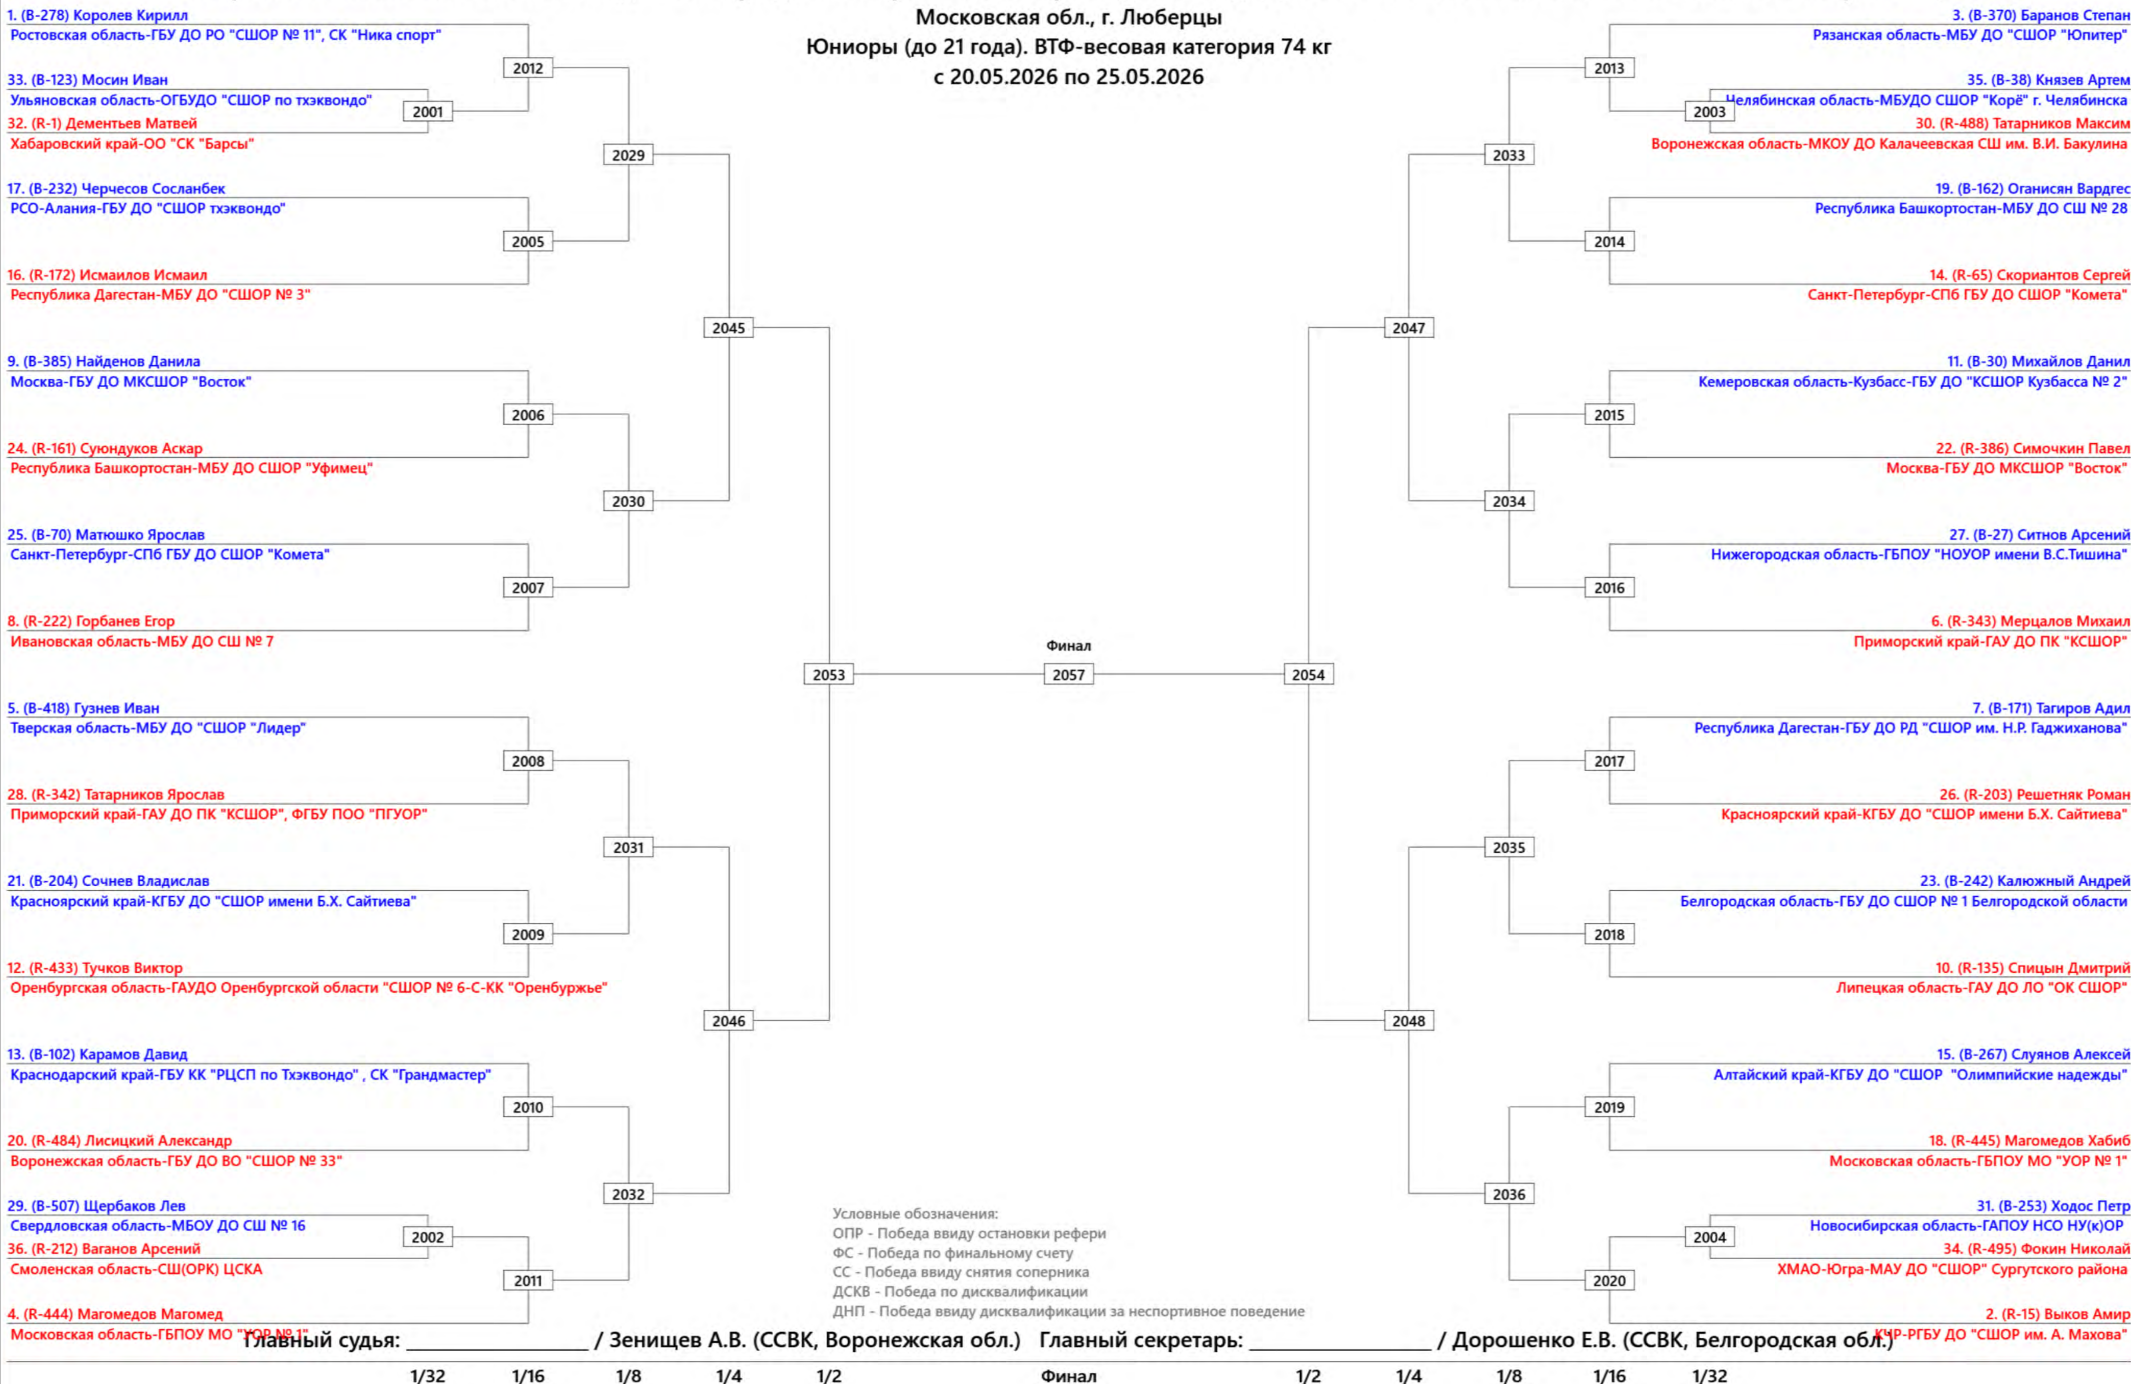 Московская обл., г. Люберцы
Юниоры (до 21 года). ВТФ-весовая категория 74 кг
с 20.05.2026 по 25.05.2026
1. (B-278) Королев Кирилл
Ростовская область-ГБУ ДО РО "СШОР № 11", СК "Ника спорт"
2012
33. (B-123) Мосин Иван
Ульяновская область-ОГБУДО "СШОР по тхэквондо"
2001
32. (R-1) Дементьев Матвей
Хабаровский край-ОО "СК "Барсы"
2029
17. (B-232) Черчесов Сосланбек
РСО-Алания-ГБУ ДО "СШОР тхэквондо"
2005
16. (R-172) Исмаилов Исмаил
Республика Дагестан-МБУ ДО "СШОР № 3"
2045
9. (B-385) Найденов Данила
Москва-ГБУ ДО МКСШОР "Восток"
2006
24. (R-161) Суюндуков Аскар
Республика Башкортостан-МБУ ДО СШОР "Уфимец"
2030
25. (B-70) Матюшко Ярослав
Санкт-Петербург-СПб ГБУ ДО СШОР "Комета"
2007
8. (R-222) Горбанев Егор
Ивановская область-МБУ ДО СШ № 7
2053
5. (B-418) Гузнев Иван
Тверская область-МБУ ДО "СШОР "Лидер"
2008
28. (R-342) Татарников Ярослав
Приморский край-ГАУ ДО ПК "КСШОР", ФГБУ ПОО "ПГУОР"
2031
21. (B-204) Сочнев Владислав
Красноярский край-КГБУ ДО "СШОР имени Б.Х. Сайтиева"
2009
12. (R-433) Тучков Виктор
Оренбургская область-ГАУДО Оренбургской области "СШОР № 6-С-КК "Оренбуржье"
2046
13. (B-102) Карамов Давид
Краснодарский край-ГБУ КК "РЦСП по Тхэквондо" , СК "Грандмастер"
2010
20. (R-484) Лисицкий Александр
Воронежская область-ГБУ ДО ВО "СШОР № 33"
2032
29. (B-507) Щербаков Лев
Свердловская область-МБОУ ДО СШ № 16
2002
36. (R-212) Ваганов Арсений
Смоленская область-СШ(ОРК) ЦСКА
2011
4. (R-444) Магомедов Магомед
Московская область-ГБПОУ МО "УОР № 1"
Финал
2057
3. (B-370) Баранов Степан
Рязанская область-МБУ ДО "СШОР "Юпитер"
2013
35. (B-38) Князев Артем
Челябинская область-МБУДО СШОР "Корё" г. Челябинска
2003
30. (R-488) Татарников Максим
Воронежская область-МКОУ ДО Калачеевская СШ им. В.И. Бакулина
2033
19. (B-162) Оганисян Вардгес
Республика Башкортостан-МБУ ДО СШ № 28
2014
14. (R-65) Скориантов Сергей
Санкт-Петербург-СПб ГБУ ДО СШОР "Комета"
2047
11. (B-30) Михайлов Данил
Кемеровская область-Кузбасс-ГБУ ДО "КСШОР Кузбасса № 2"
2015
22. (R-386) Симочкин Павел
Москва-ГБУ ДО МКСШОР "Восток"
2034
27. (B-27) Ситнов Арсений
Нижегородская область-ГБПОУ "НОУОР имени В.С.Тишина"
2016
6. (R-343) Мерцалов Михаил
Приморский край-ГАУ ДО ПК "КСШОР"
2054
7. (B-171) Тагиров Адил
Республика Дагестан-ГБУ ДО РД "СШОР им. Н.Р. Гаджиханова"
2017
26. (R-203) Решетняк Роман
Красноярский край-КГБУ ДО "СШОР имени Б.Х. Сайтиева"
2035
23. (B-242) Калюжный Андрей
Белгородская область-ГБУ ДО СШОР № 1 Белгородской области
2018
10. (R-135) Спицын Дмитрий
Липецкая область-ГАУ ДО ЛО "ОК СШОР"
2048
15. (B-267) Слуянов Алексей
Алтайский край-КГБУ ДО "СШОР "Олимпийские надежды"
2019
18. (R-445) Магомедов Хабиб
Московская область-ГБПОУ МО "УОР № 1"
2036
31. (B-253) Ходос Петр
Новосибирская область-ГАПОУ НСО НУ(к)ОР
2004
34. (R-495) Фокин Николай
ХМАО-Югра-МАУ ДО "СШОР" Сургутского района
2020
2. (R-15) Выков Амир
КЧР-РГБУ ДО "СШОР им. А. Махова"
Условные обозначения:
ОПР - Победа ввиду остановки рефери
ФС - Победа по финальному счету
СС - Победа ввиду снятия соперника
ДСКВ - Победа по дисквалификации
ДНП - Победа ввиду дисквалификации за неспортивное поведение
Главный судья: ________________ / Зенищев А.В. (ССВК, Воронежская обл.) Главный секретарь: ________________ / Дорошенко Е.В. (ССВК, Белгородская обл.)
1/32 1/16 1/8 1/4 1/2 Финал 1/2 1/4 1/8 1/16 1/32